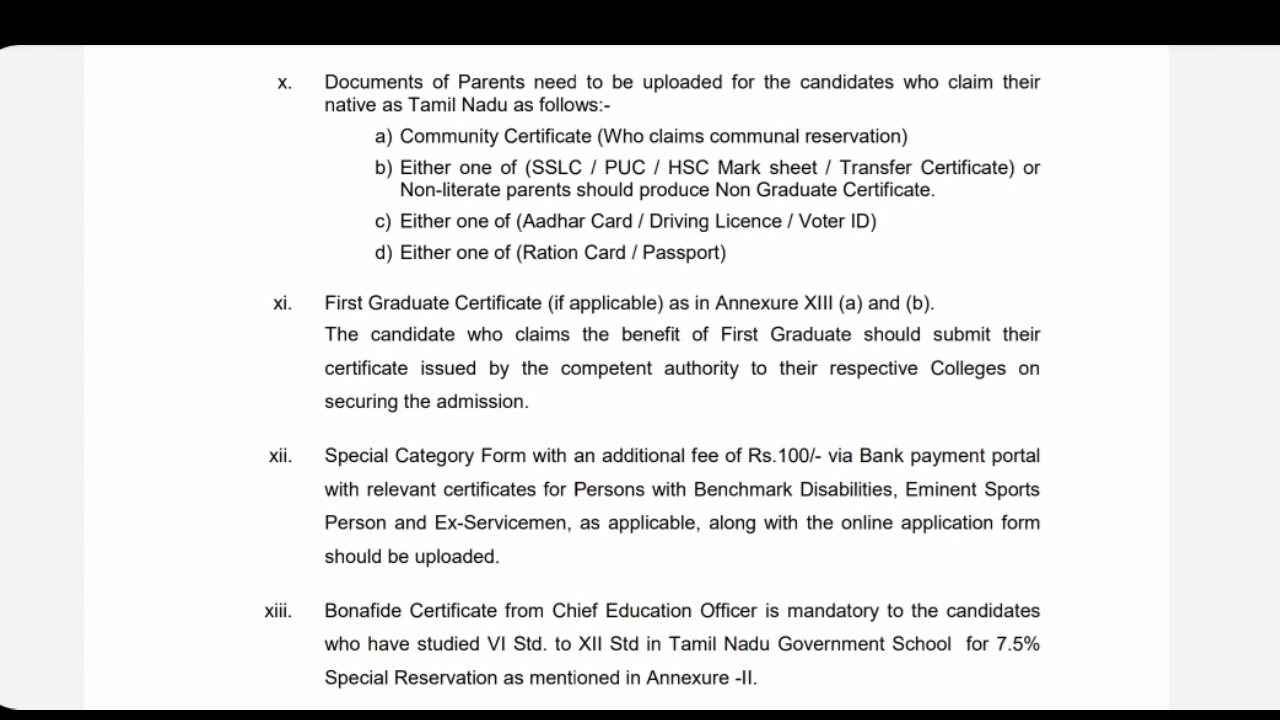 x. Documents of Parents need to be uploaded for the candidates who claim their
native as Tamil Nadu as follows:-
a) Community Certificate (Who claims communal reservation)
b) Either one of (SSLC / PUC / HSC Mark sheet / Transfer Certificate) or
Non-literate parents should produce Non Graduate Certificate.
c) Either one of (Aadhar Card / Driving Licence / Voter ID)
d) Either one of (Ration Card / Passport)
xi. First Graduate Certificate (if applicable) as in Annexure XIII (a) and (b).
The candidate who claims the benefit of First Graduate should submit their
certificate issued by the competent authority to their respective Colleges on
securing the admission.
xii. Special Category Form with an additional fee of Rs.100/- via Bank payment portal
with relevant certificates for Persons with Benchmark Disabilities, Eminent Sports
Person and Ex-Servicemen, as applicable, along with the online application form
should be uploaded.
xiii. Bonafide Certificate from Chief Education Officer is mandatory to the candidates
who have studied VI Std. to XII Std in Tamil Nadu Government School for 7.5%
Special Reservation as mentioned in Annexure -II.